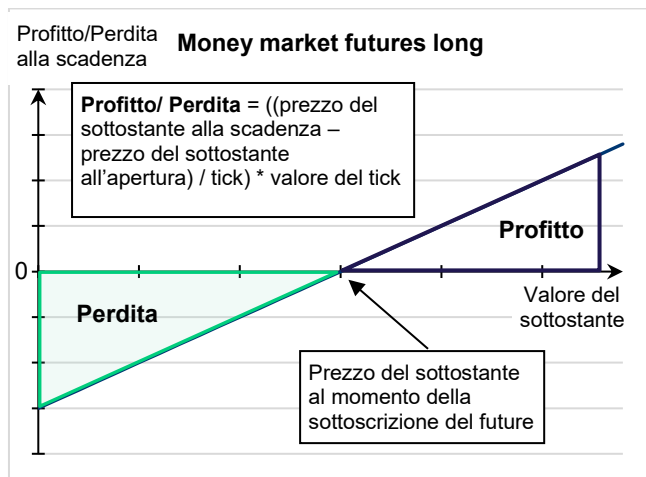 Profitto/Perdita
alla scadenza
Money market futures long
Profitto/ Perdita = ((prezzo del
sottostante alla scadenza –
prezzo del sottostante
all'apertura) / tick) * valore del tick
Profitto
0
Perdita
Valore del
sottostante
Prezzo del sottostante
al momento della
sottoscrizione del future